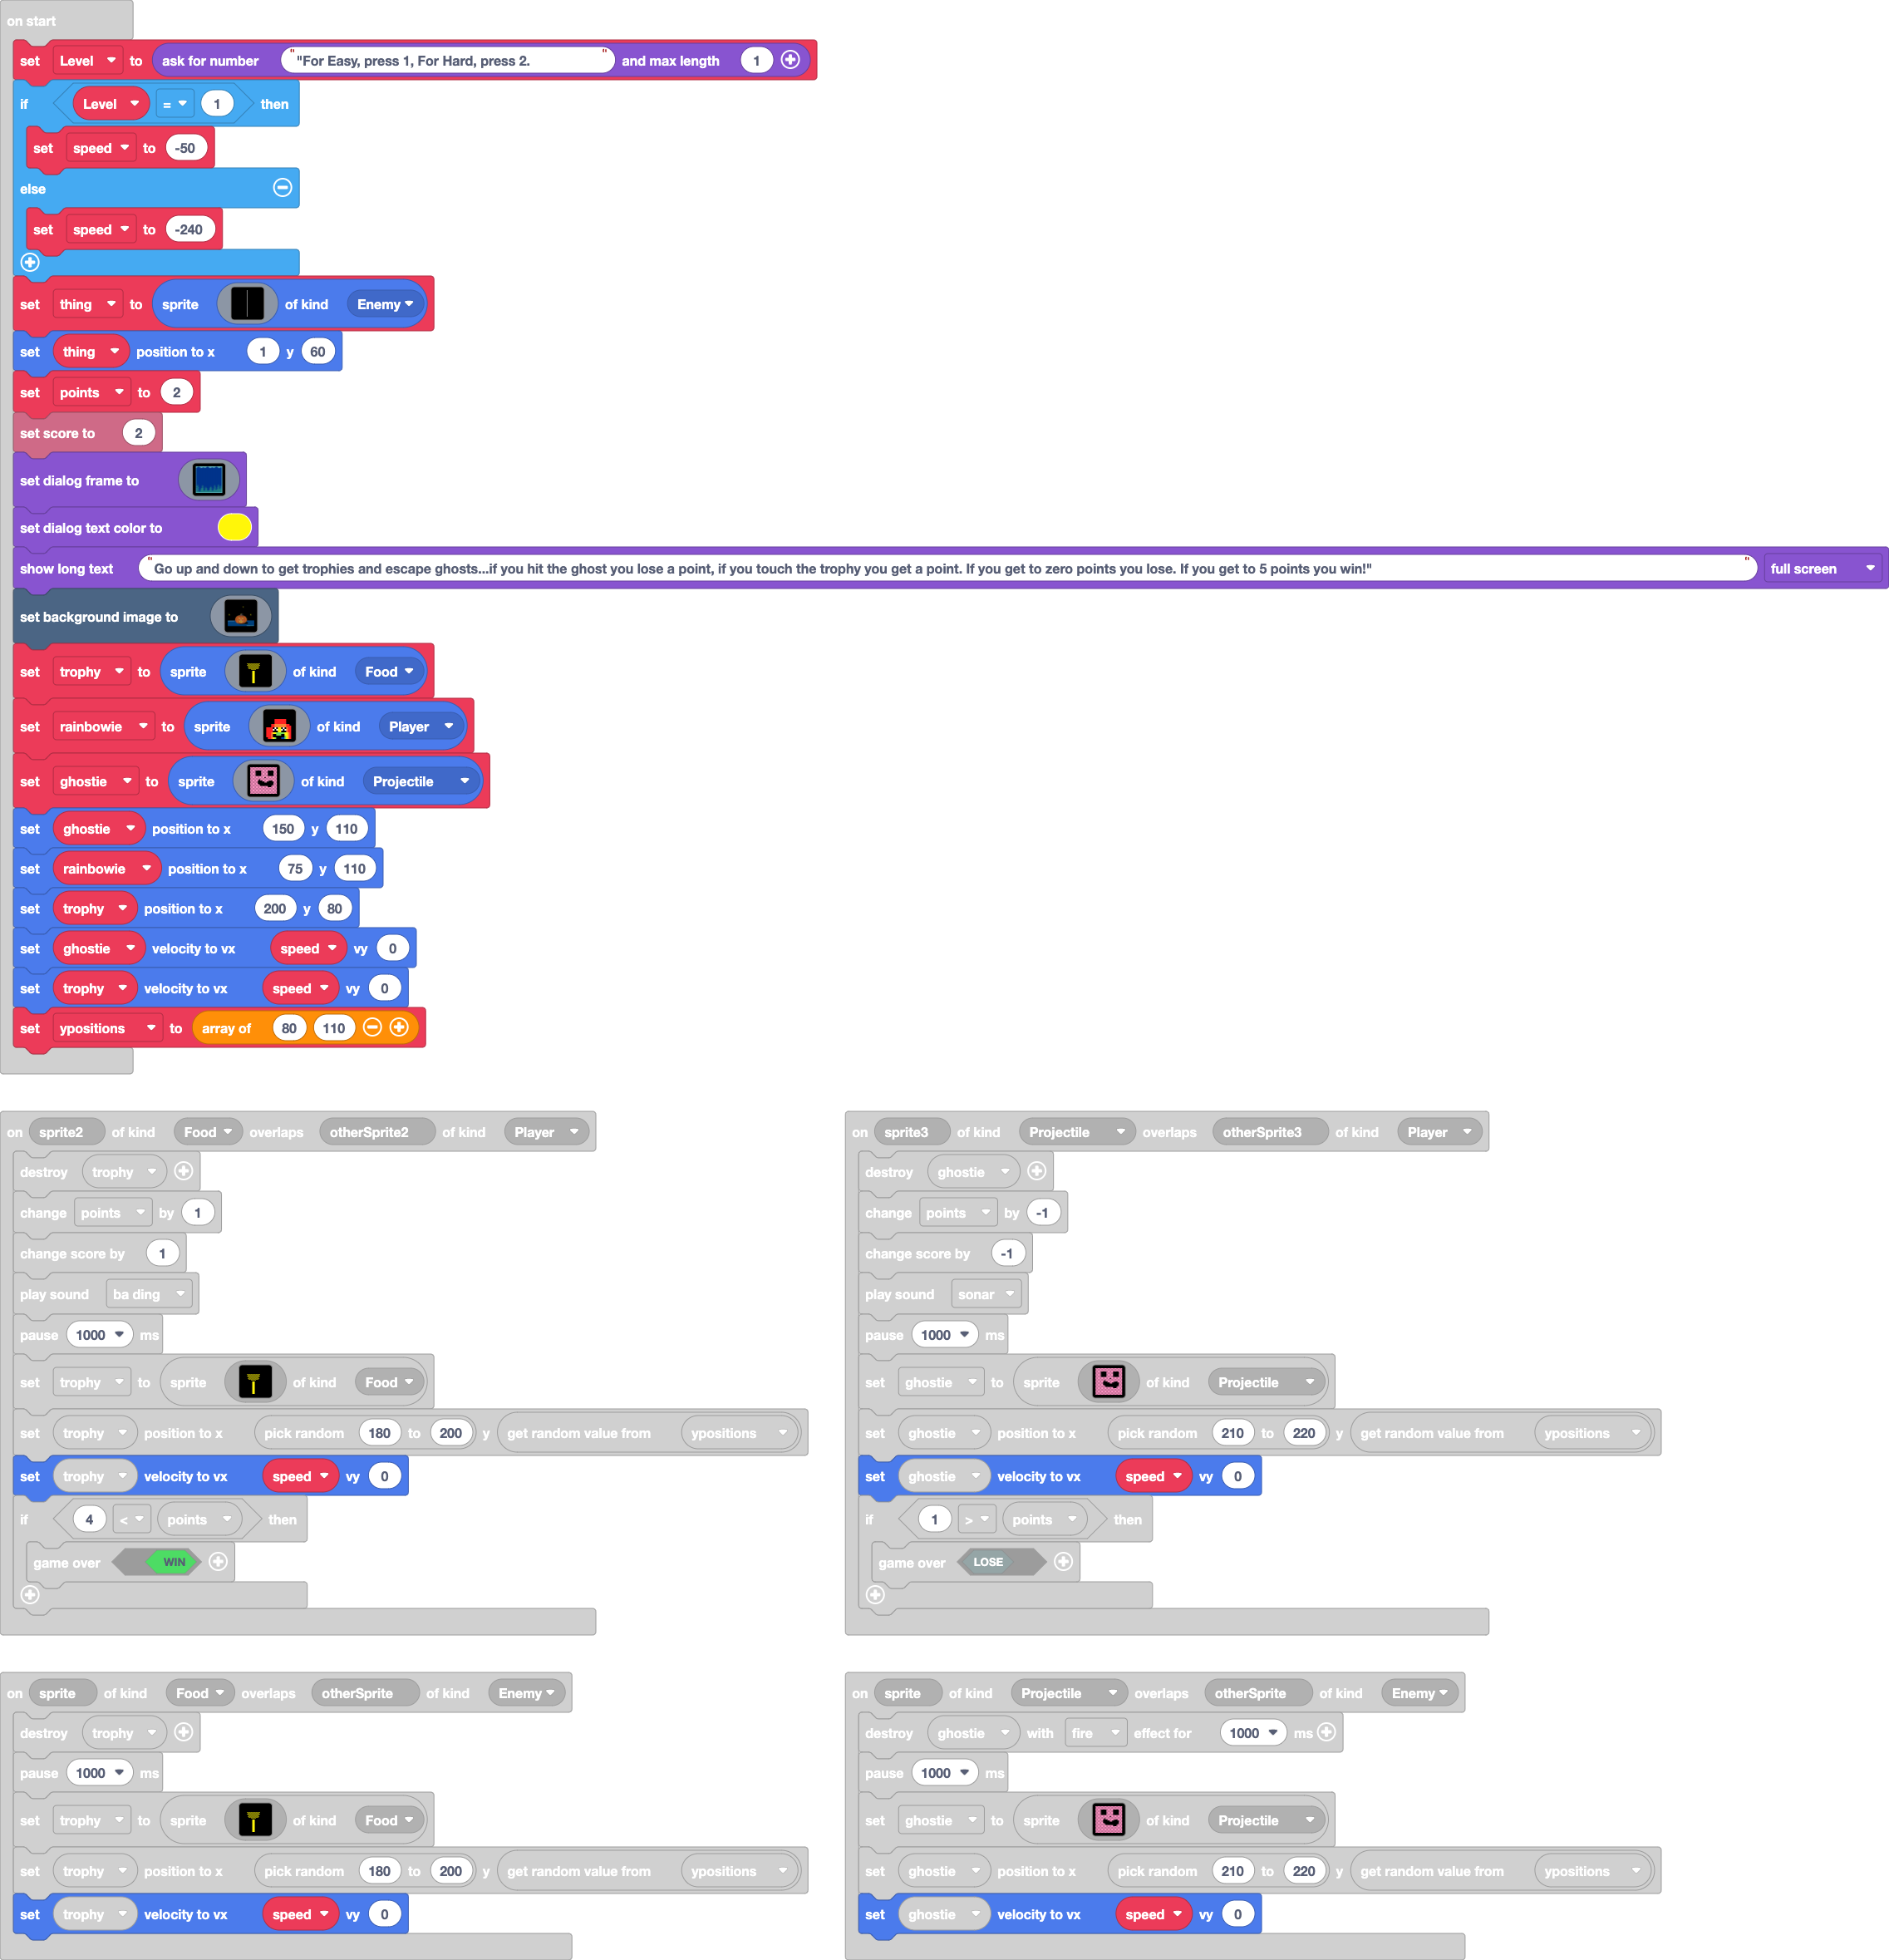 on start
set Level to ask for number " "For Easy, press 1, For Hard, press 2. " and max length 1
if Level = 1 then
set speed to -50
else
set speed to -240
set thing to sprite of kind Enemy
set thing position to x 1 y 60
set points to 2
set score to 2
set dialog frame to
set dialog text color to
show long text " Go up and down to get trophies and escape ghosts...if you hit the ghost you lose a point, if you touch the trophy you get a point. If you get to zero points you lose. If you get to 5 points you win!" " full screen
set background image to
set trophy to sprite of kind Food
set rainbowie to sprite of kind Player
set ghostie to sprite of kind Projectile
set ghostie position to x 150 y 110
set rainbowie position to x 75 y 110
set trophy position to x 200 y 80
set ghostie velocity to vx speed vy 0
set trophy velocity to vx speed vy 0
set ypositions to array of 80 110
on sprite2 of kind Food overlaps otherSprite2 of kind Player
destroy trophy
change points by 1
change score by 1
play sound ba ding
pause 1000 ms
set trophy to sprite of kind Food
set trophy position to x pick random 180 to 200 y get random value from ypositions
set trophy velocity to vx speed vy 0
if 4 < points then
game over WIN
on sprite3 of kind Projectile overlaps otherSprite3 of kind Player
destroy ghostie
change points by -1
change score by -1
play sound sonar
pause 1000 ms
set ghostie to sprite of kind Projectile
set ghostie position to x pick random 210 to 220 y get random value from ypositions
set ghostie velocity to vx speed vy 0
if 1 > points then
game over LOSE
on sprite of kind Food overlaps otherSprite of kind Enemy
destroy trophy
pause 1000 ms
set trophy to sprite of kind Food
set trophy position to x pick random 180 to 200 y get random value from ypositions
set trophy velocity to vx speed vy 0
on sprite of kind Projectile overlaps otherSprite of kind Enemy
destroy ghostie with fire effect for 1000 ms
pause 1000 ms
set ghostie to sprite of kind Projectile
set ghostie position to x pick random 210 to 220 y get random value from ypositions
set ghostie velocity to vx speed vy 0